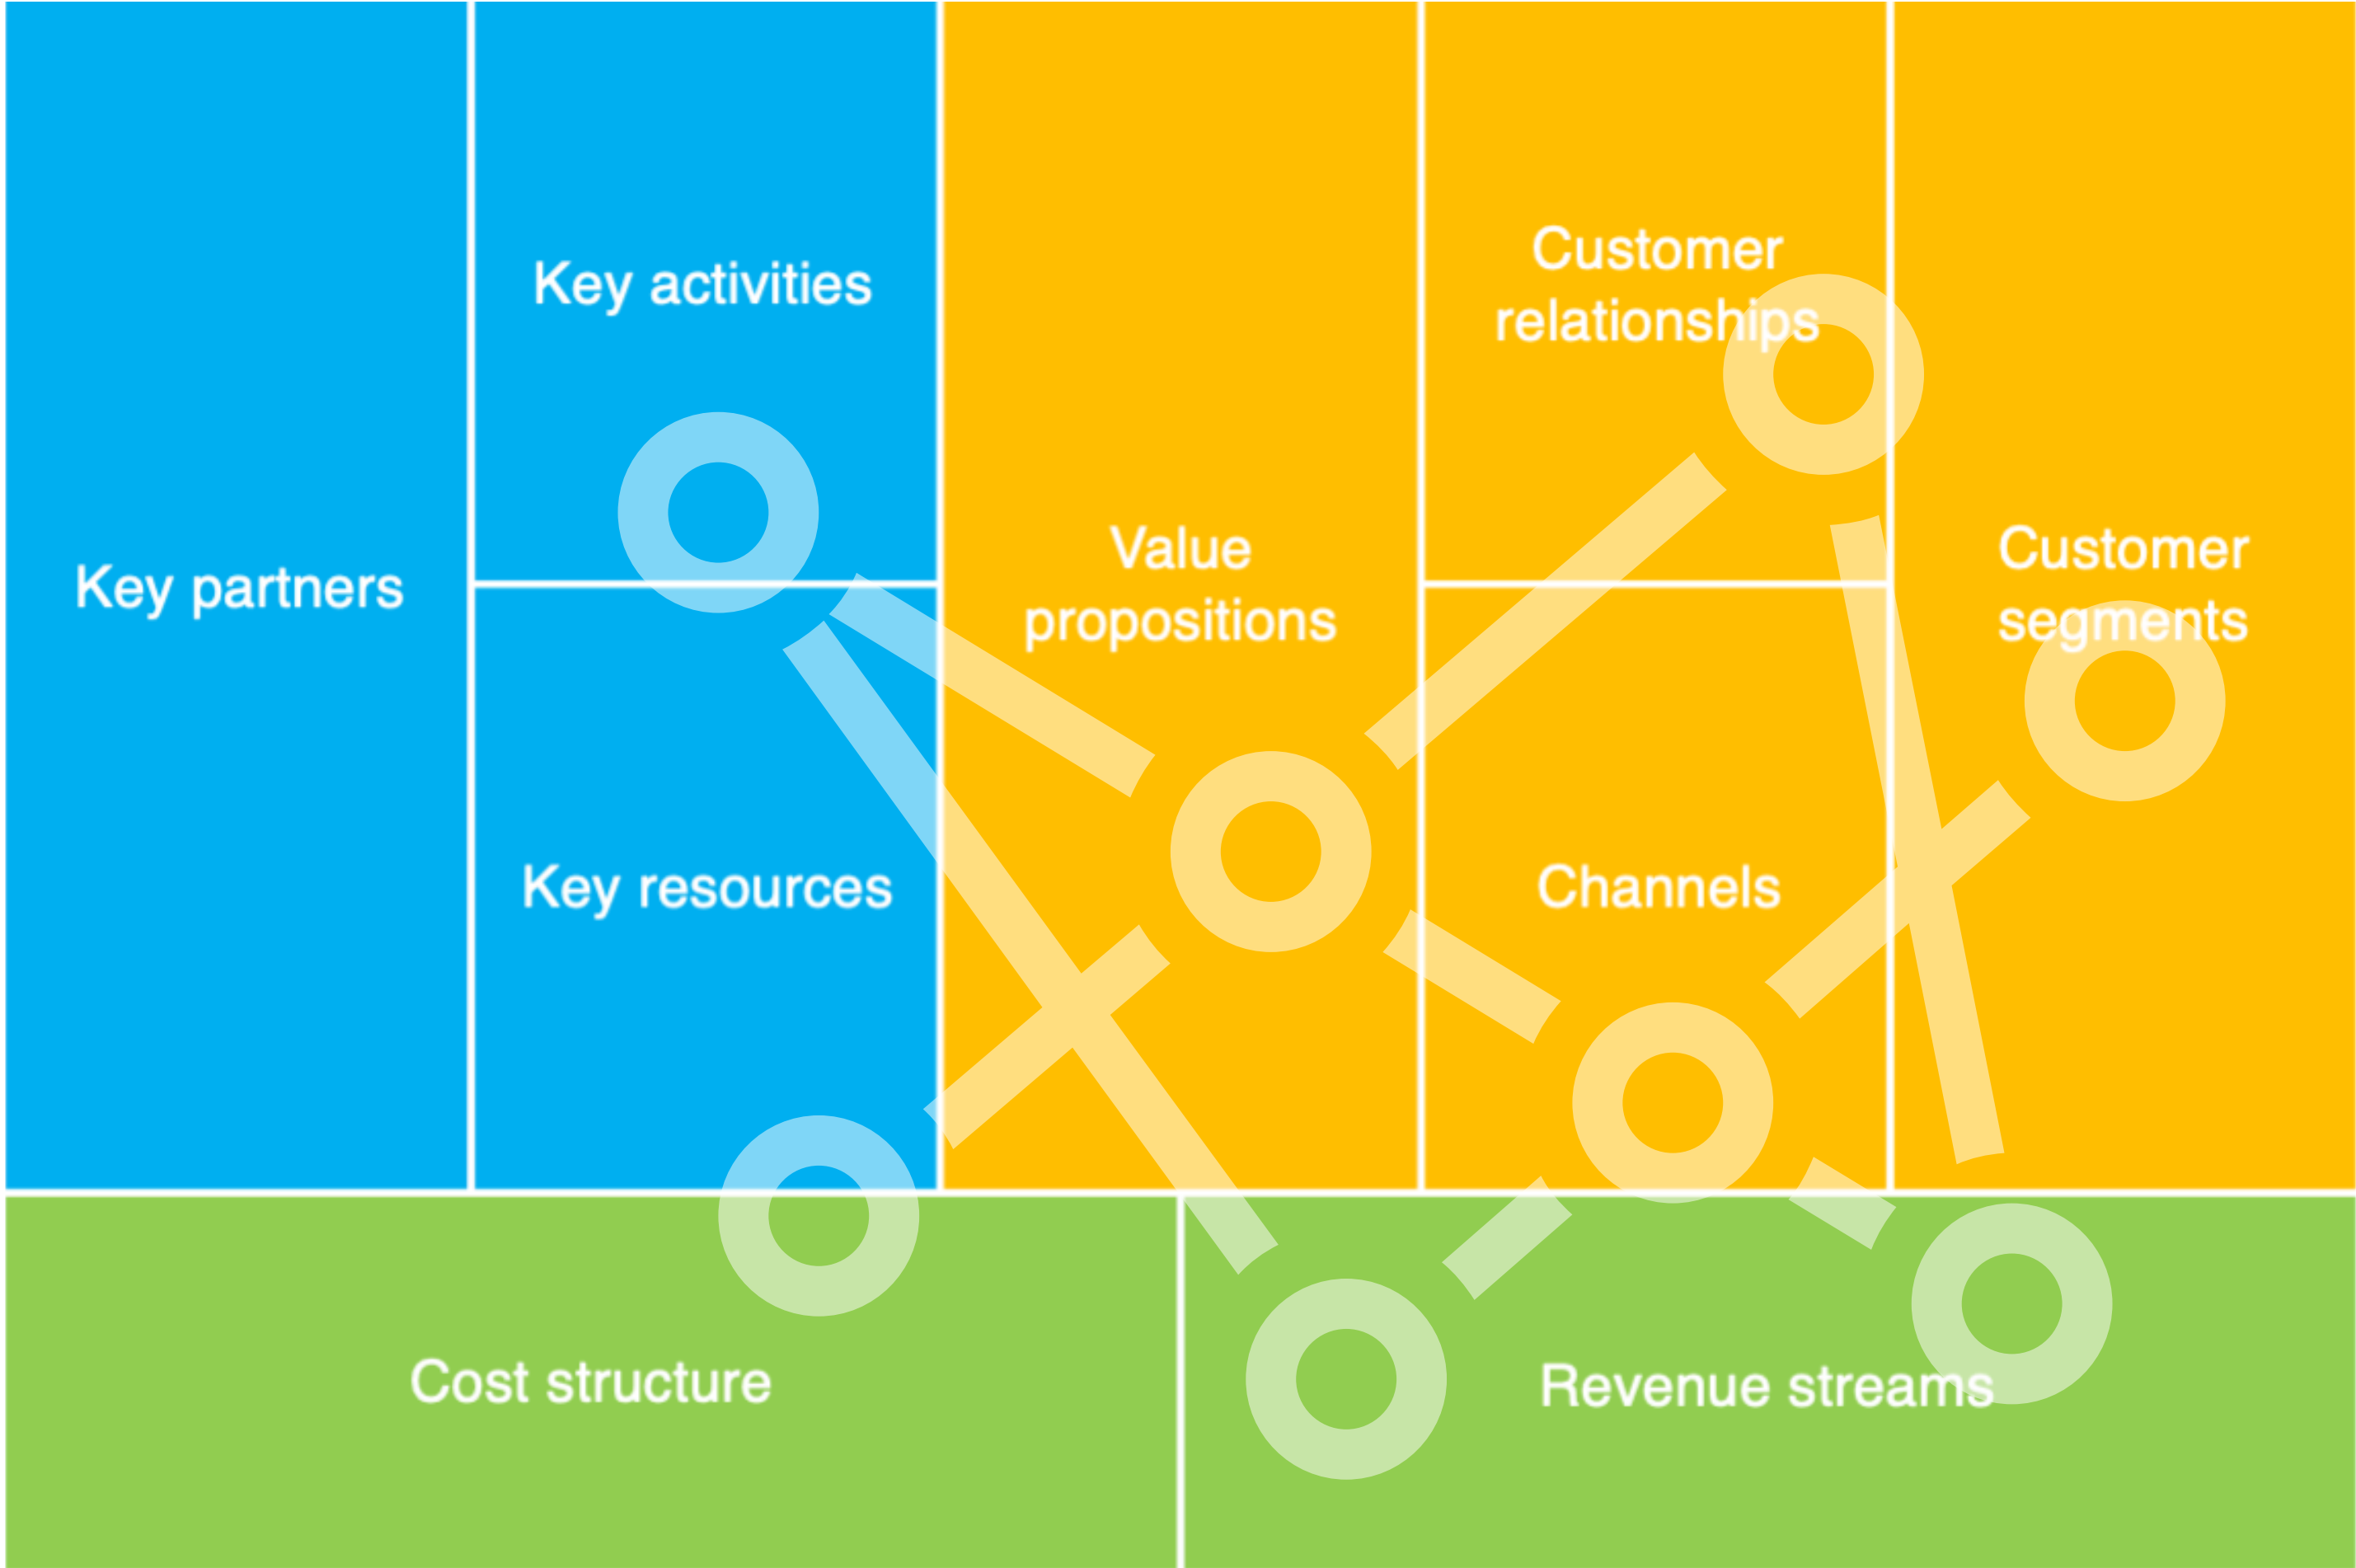 Key partners
Key activities
Key resources
Value
propositions
Customer
relationships
Channels
Customer
segments
Cost structure
Revenue streams